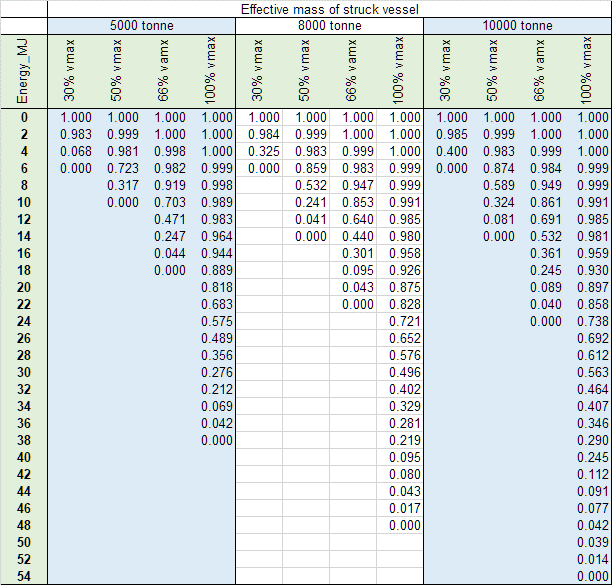 Effective mass of struck vessel
5000 tonne 8000 tonne 10000 tonne
Energy_MJ 30% vmax 50% vmax 66% vamx 100% vmax 30% vmax 50% vmax 66% vamx 100% vmax 30% vmax 50% vmax 66% vamx 100% vmax
0 1.000 1.000 1.000 1.000 1.000 1.000 1.000 1.000 1.000 1.000 1.000 1.000
2 0.983 0.999 1.000 1.000 0.984 0.999 1.000 1.000 0.985 0.999 1.000 1.000
4 0.068 0.981 0.998 1.000 0.325 0.983 0.999 1.000 0.400 0.983 0.999 1.000
6 0.000 0.723 0.982 0.999 0.000 0.859 0.983 0.999 0.000 0.874 0.984 0.999
8 0.317 0.919 0.998 0.532 0.947 0.999 0.589 0.949 0.999
10 0.000 0.703 0.989 0.241 0.853 0.991 0.324 0.861 0.991
12 0.471 0.983 0.041 0.640 0.985 0.081 0.691 0.985
14 0.247 0.964 0.000 0.440 0.980 0.000 0.532 0.981
16 0.044 0.944 0.301 0.958 0.361 0.959
18 0.000 0.889 0.095 0.926 0.245 0.930
20 0.818 0.043 0.875 0.089 0.897
22 0.683 0.000 0.828 0.040 0.858
24 0.575 0.721 0.000 0.738
26 0.489 0.652 0.692
28 0.356 0.576 0.612
30 0.276 0.496 0.563
32 0.212 0.402 0.464
34 0.069 0.329 0.407
36 0.042 0.281 0.346
38 0.000 0.219 0.290
40 0.095 0.245
42 0.080 0.112
44 0.043 0.091
46 0.017 0.077
48 0.000 0.042
50 0.039
52 0.014
54 0.000